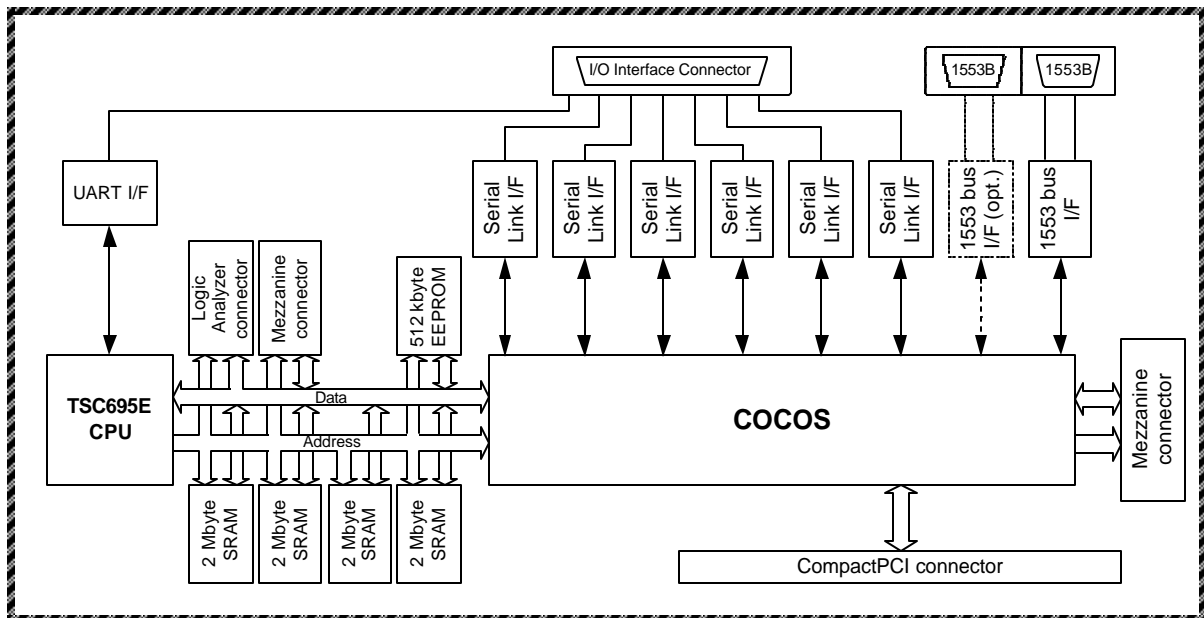 I/O Interface Connector
1553B
1553B
UART I/F
Serial
Link I/F
Serial
Link I/F
Serial
Link I/F
Serial
Link I/F
Serial
Link I/F
Serial
Link I/F
1553 bus
I/F (opt.)
1553 bus
I/F
Logic
Analyzer
connector
Mezzanine
connector
512 kbyte
EEPROM
TSC695E
CPU
Data
Address
COCOS
Mezzanine
connector
2 Mbyte
SRAM
2 Mbyte
SRAM
2 Mbyte
SRAM
2 Mbyte
SRAM
CompactPCI connector